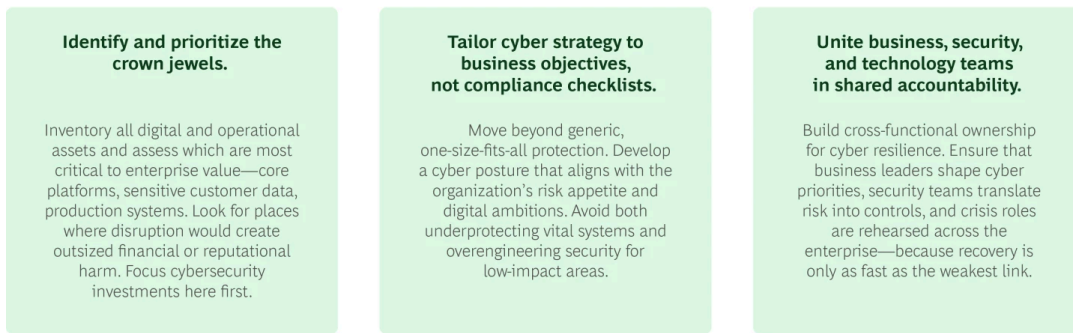 Identify and prioritize the
crown jewels.
Inventory all digital and operational
assets and assess which are most
critical to enterprise value—core
platforms, sensitive customer data,
production systems. Look for places
where disruption would create
outsized financial or reputational
harm. Focus cybersecurity
investments here first.
Tailor cyber strategy to
business objectives,
not compliance checklists.
Move beyond generic,
one-size-fits-all protection. Develop
a cyber posture that aligns with the
organization’s risk appetite and
digital ambitions. Avoid both
underprotecting vital systems and
overengineering security for
low-impact areas.
Unite business, security,
and technology teams
in shared accountability.
Build cross-functional ownership
for cyber resilience. Ensure that
business leaders shape cyber
priorities, security teams translate
risk into controls, and crisis roles
are rehearsed across the
enterprise—because recovery is
only as fast as the weakest link.